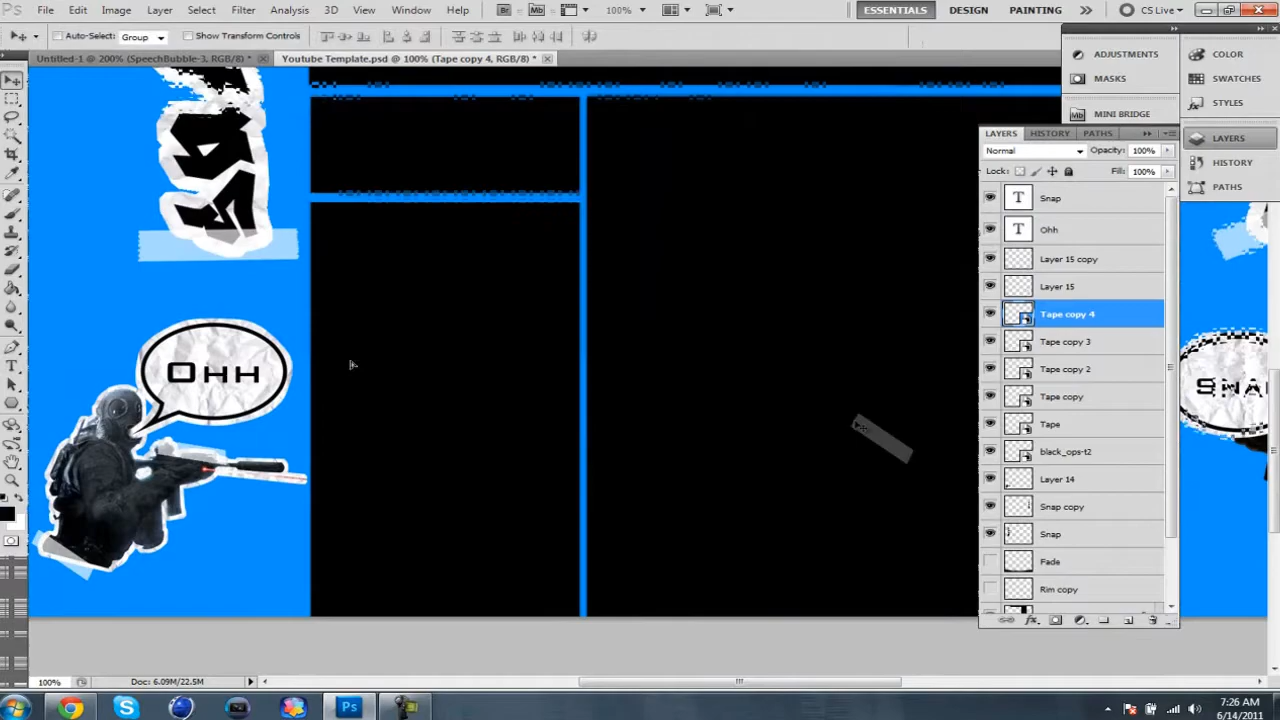 Ps File Edit Image Layer Select Filter Analysis 3D View Window Help Br Mb 100% ESSENTIALS DESIGN PAINTING CS Live
Auto-Select: Group Show Transform Controls
Untitled-1 @ 200% (SpeechBubble-3, RGB/8) * Youtube Template.psd @ 100% (Tape copy 4, RGB/8) *
ADJUSTMENTS
MASKS
Mb MINI BRIDGE
COLOR
SWATCHES
STYLES
LAYERS
HISTORY
PATHS
LAYERS HISTORY PATHS
Normal Opacity: 100%
Lock: Fill: 100%
T Snap
T Ohh
Layer 15 copy
Layer 15
Tape copy 4
Tape copy 3
Tape copy 2
Tape copy
Tape
black_ops-t2
Layer 14
Snap copy
Snap
Fade
Rim copy
Ohh
100% Doc: 6.09M/22.5M
Ps
7:26 AM
6/14/2011